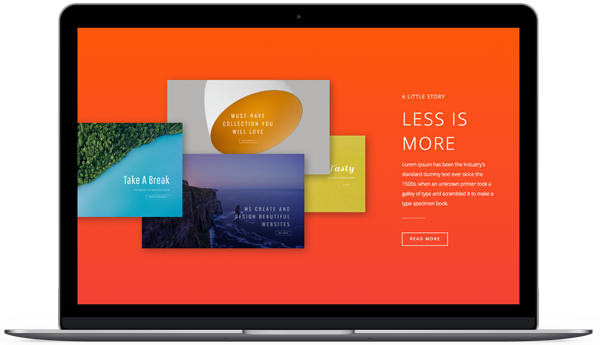 MUST-HAVE
COLLECTION YOU
WILL LOVE
Take A Break
Tasty
WE CREATE AND
DESIGN BEAUTIFUL
WEBSITES
A LITTLE STORY
LESS IS
MORE
Lorem Ipsum has been the industry's
standard dummy text ever since the
1500s, when an unknown printer took a
galley of type and scrambled it to make a
type specimen book.
READ MORE